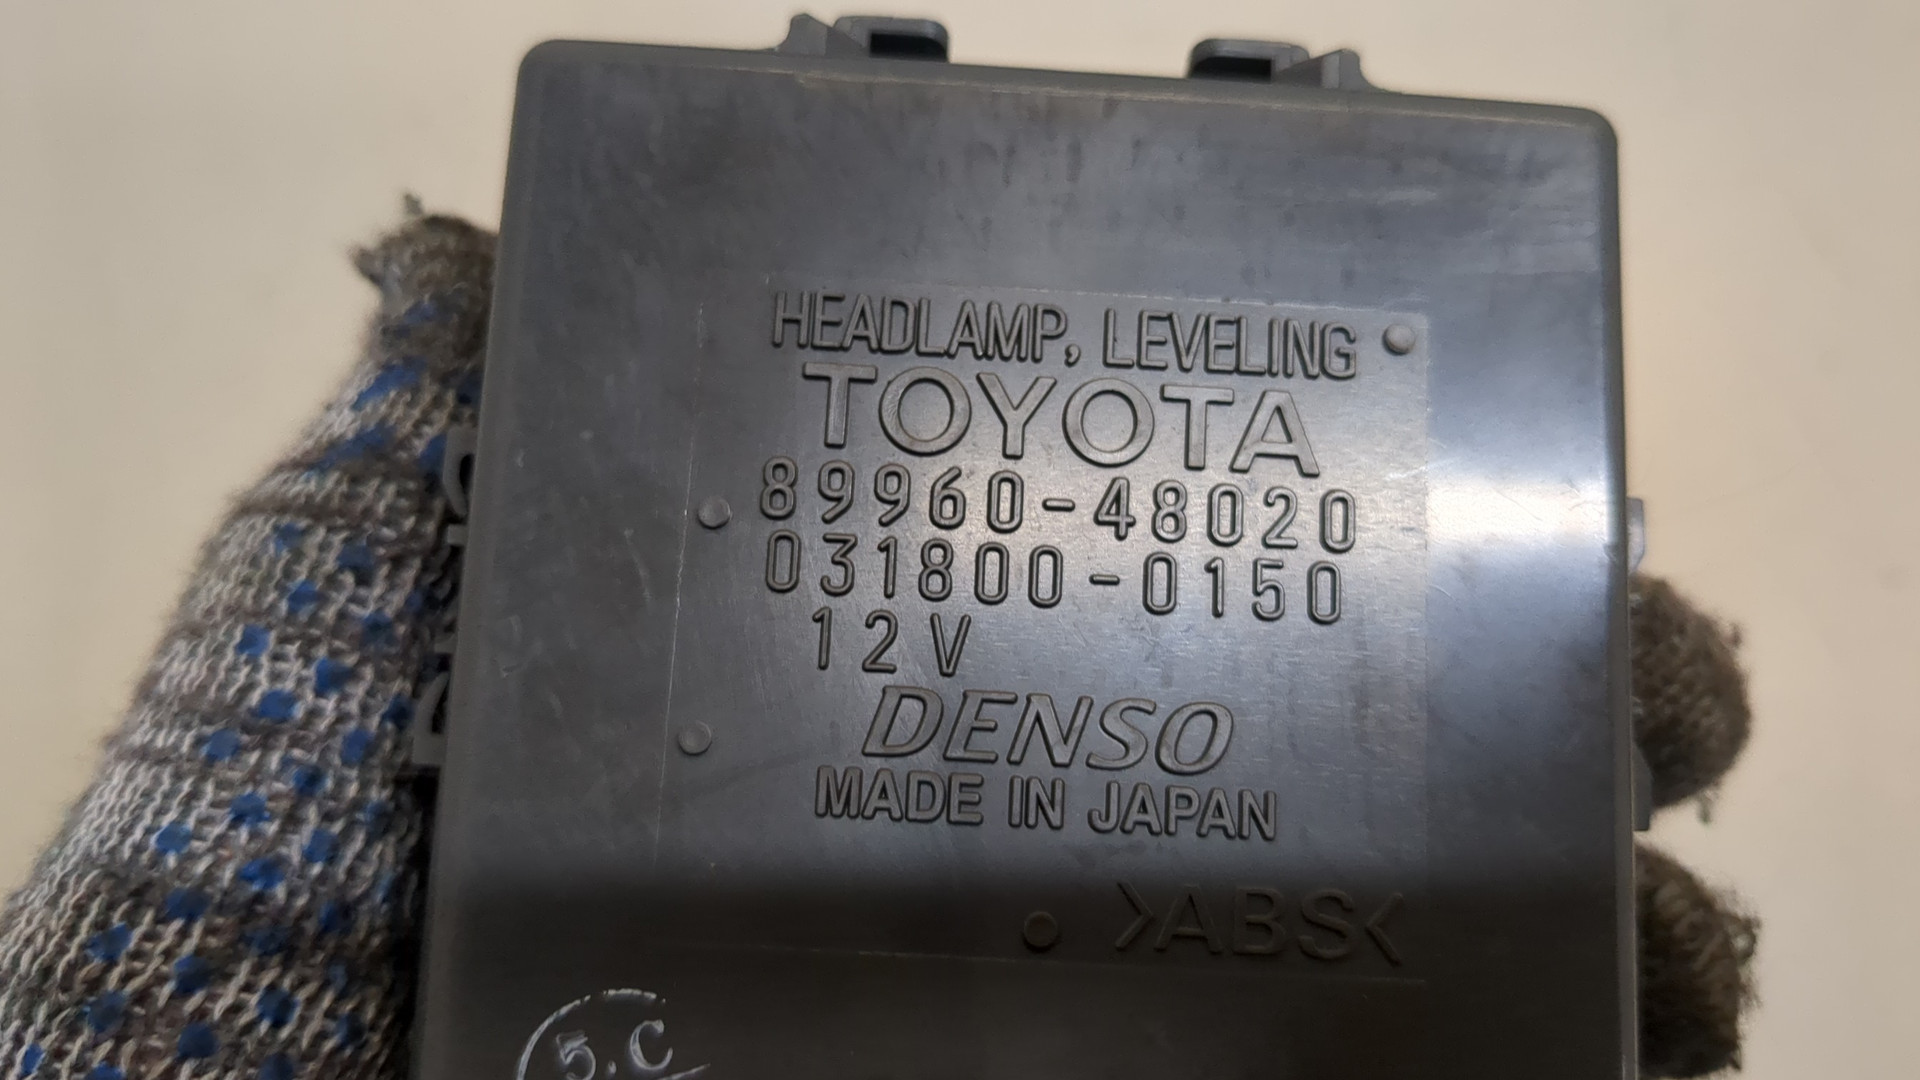 HEADLAMP, LEVELING
TOYOTA
89960-48020
031800-0150
12V
DENSO
MADE IN JAPAN
>ABS<
5.C